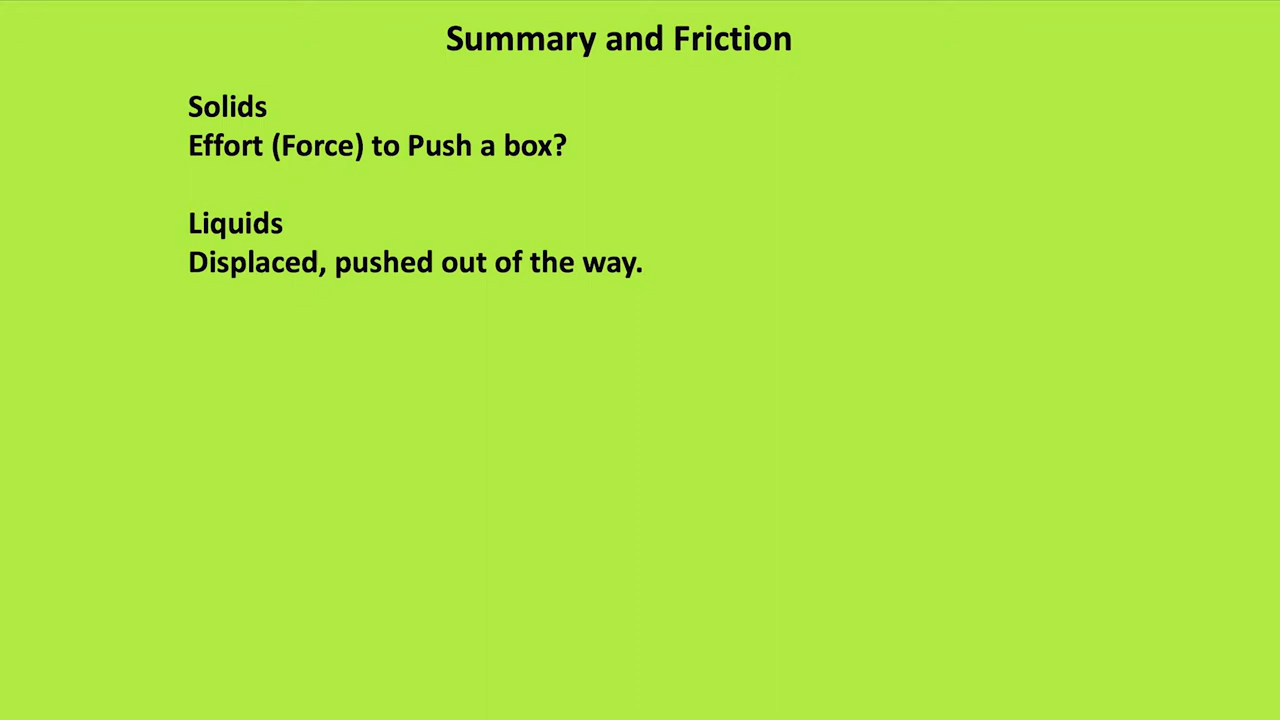 Summary and Friction
Solids
Effort (Force) to Push a box?
Liquids
Displaced, pushed out of the way.